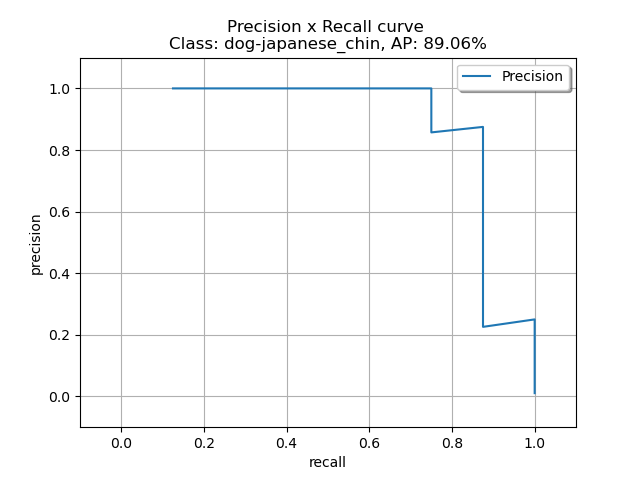 Precision x Recall curve
Class: dog-japanese_chin, AP: 89.06%
Precision
1.0
0.8
0.6
0.4
0.2
0.0
precision
0.0 0.2 0.4 0.6 0.8 1.0
recall